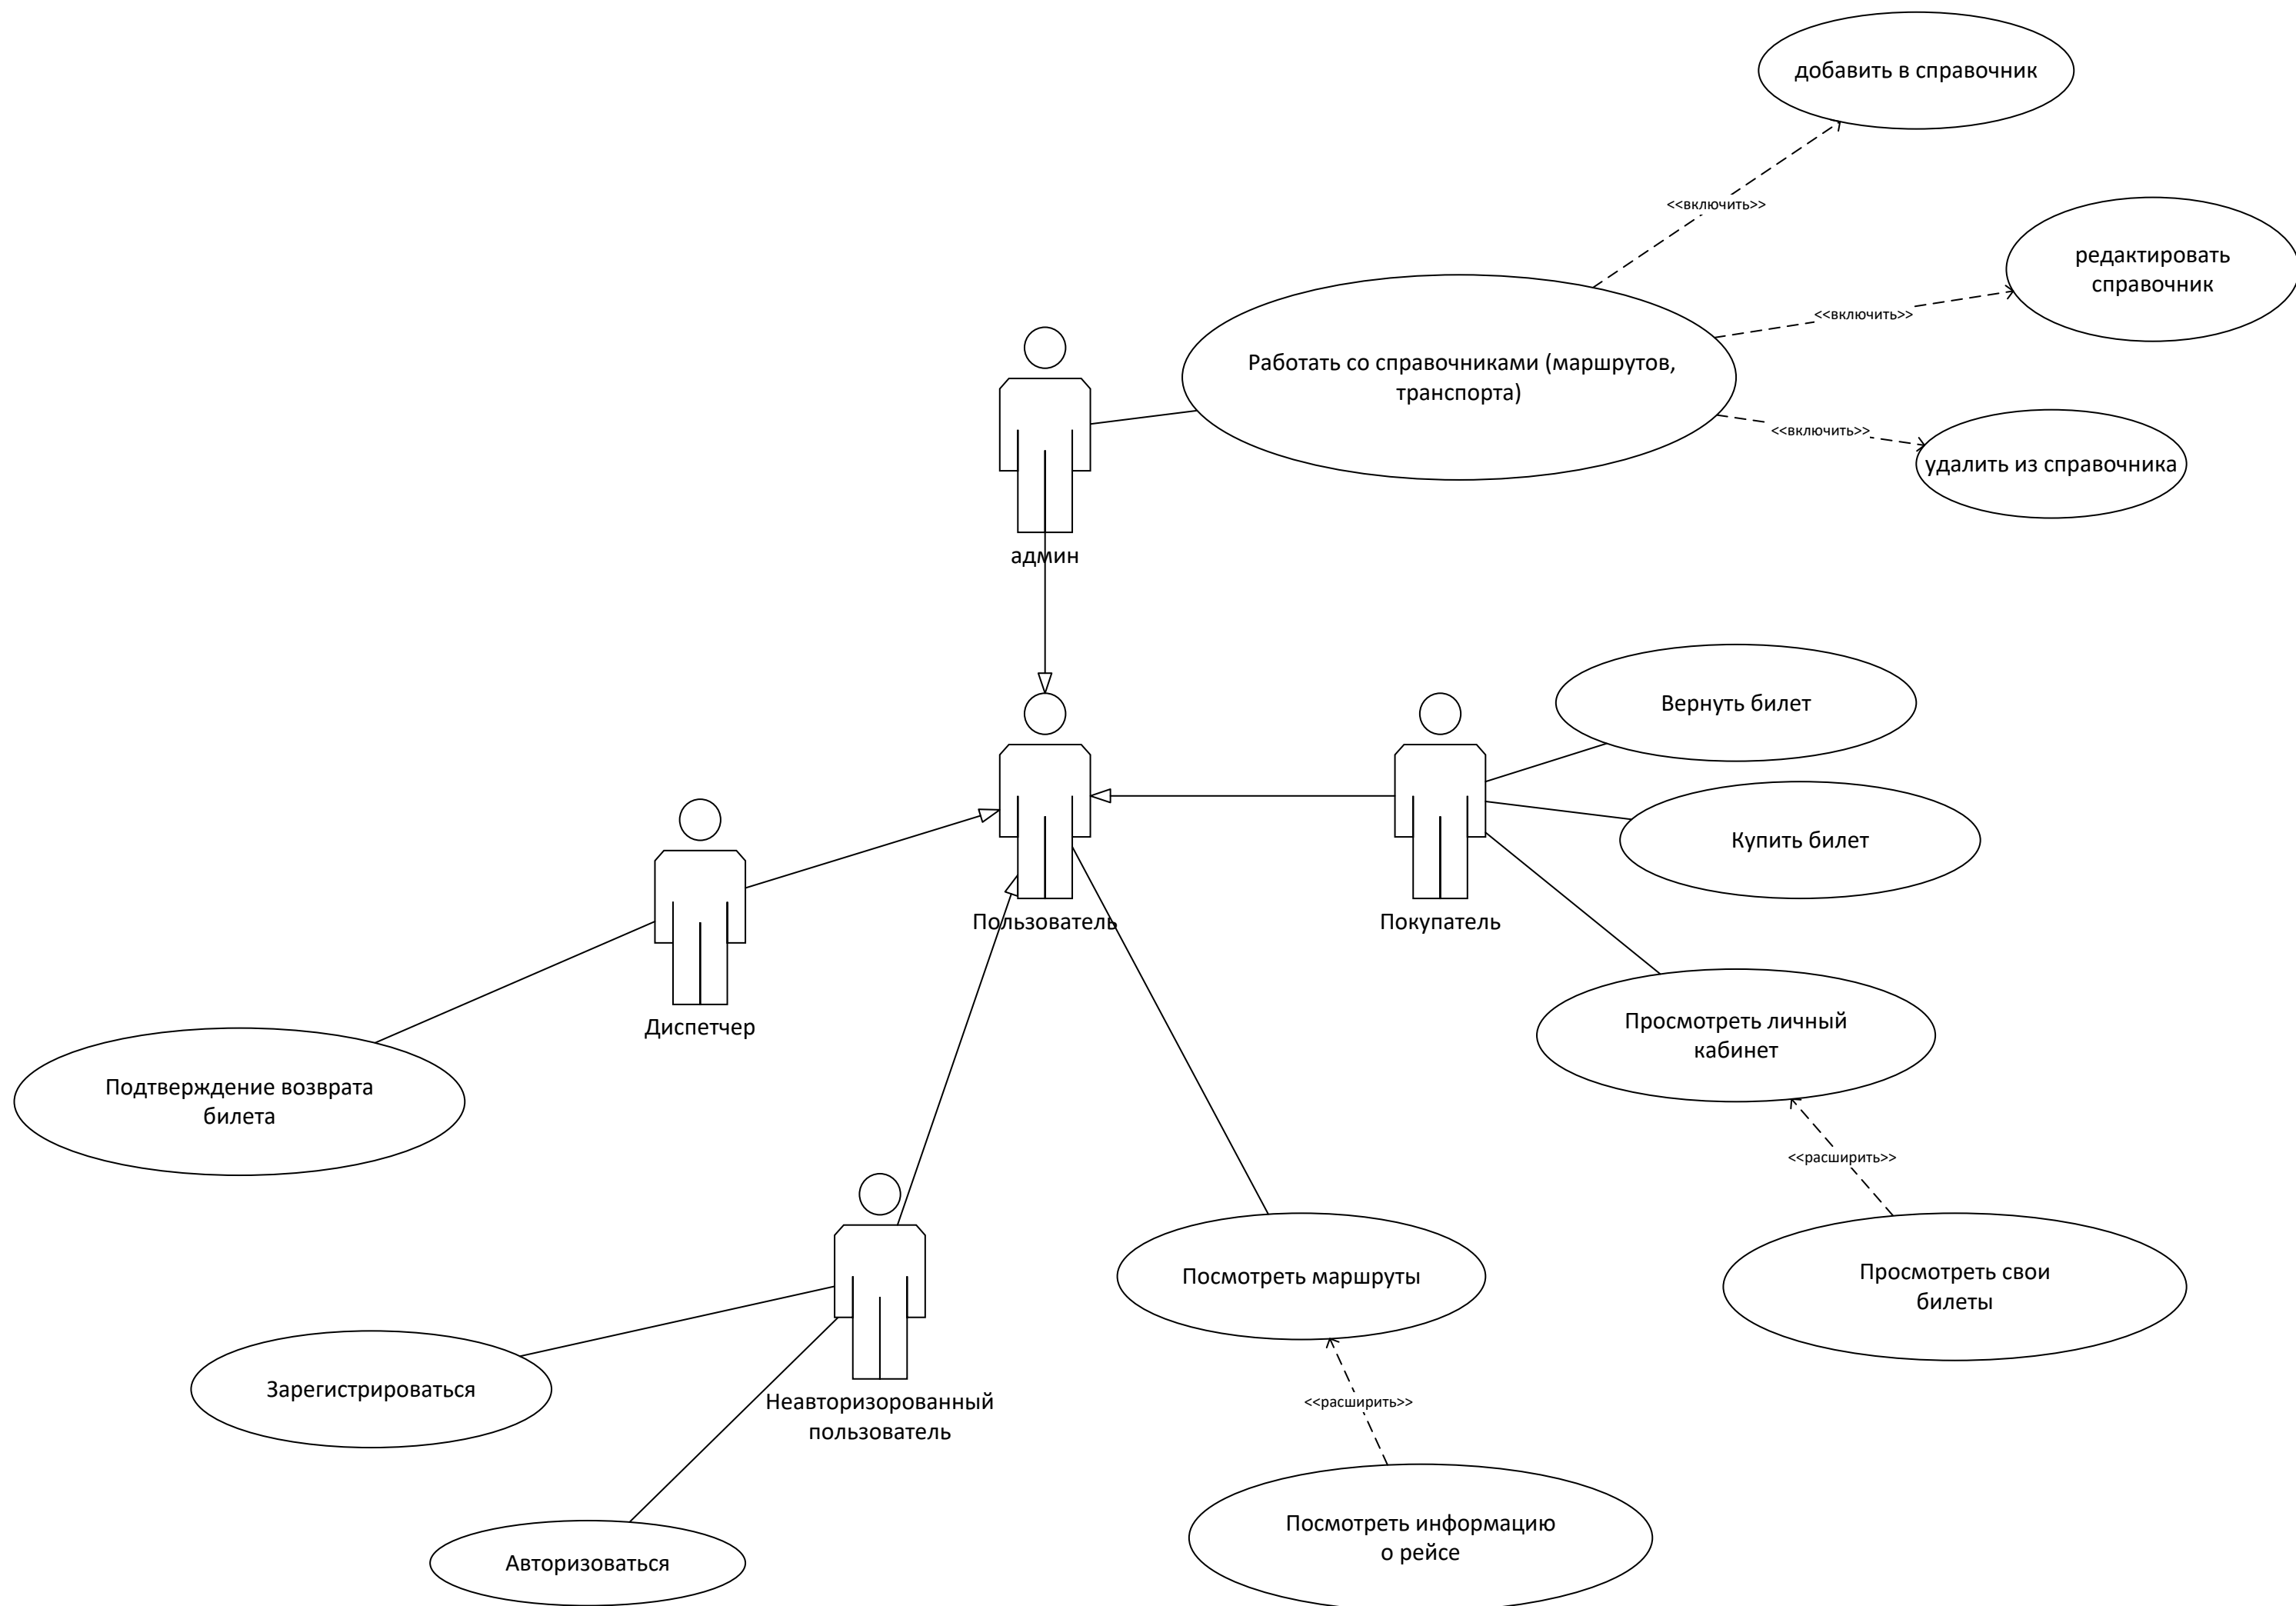 добавить в справочник
<<включить>>
редактировать
справочник
<<включить>>
Работать со справочниками (маршрутов,
транспорта)
<<включить>>
удалить из справочника
админ
Вернуть билет
Купить билет
Пользователь
Покупатель
Диспетчер
Просмотреть личный
кабинет
Подтверждение возврата
билета
<<расширить>>
Посмотреть маршруты
Просмотреть свои
билеты
Зарегистрироваться
Неавторизорованный
пользователь
<<расширить>>
Посмотреть информацию
о рейсе
Авторизоваться